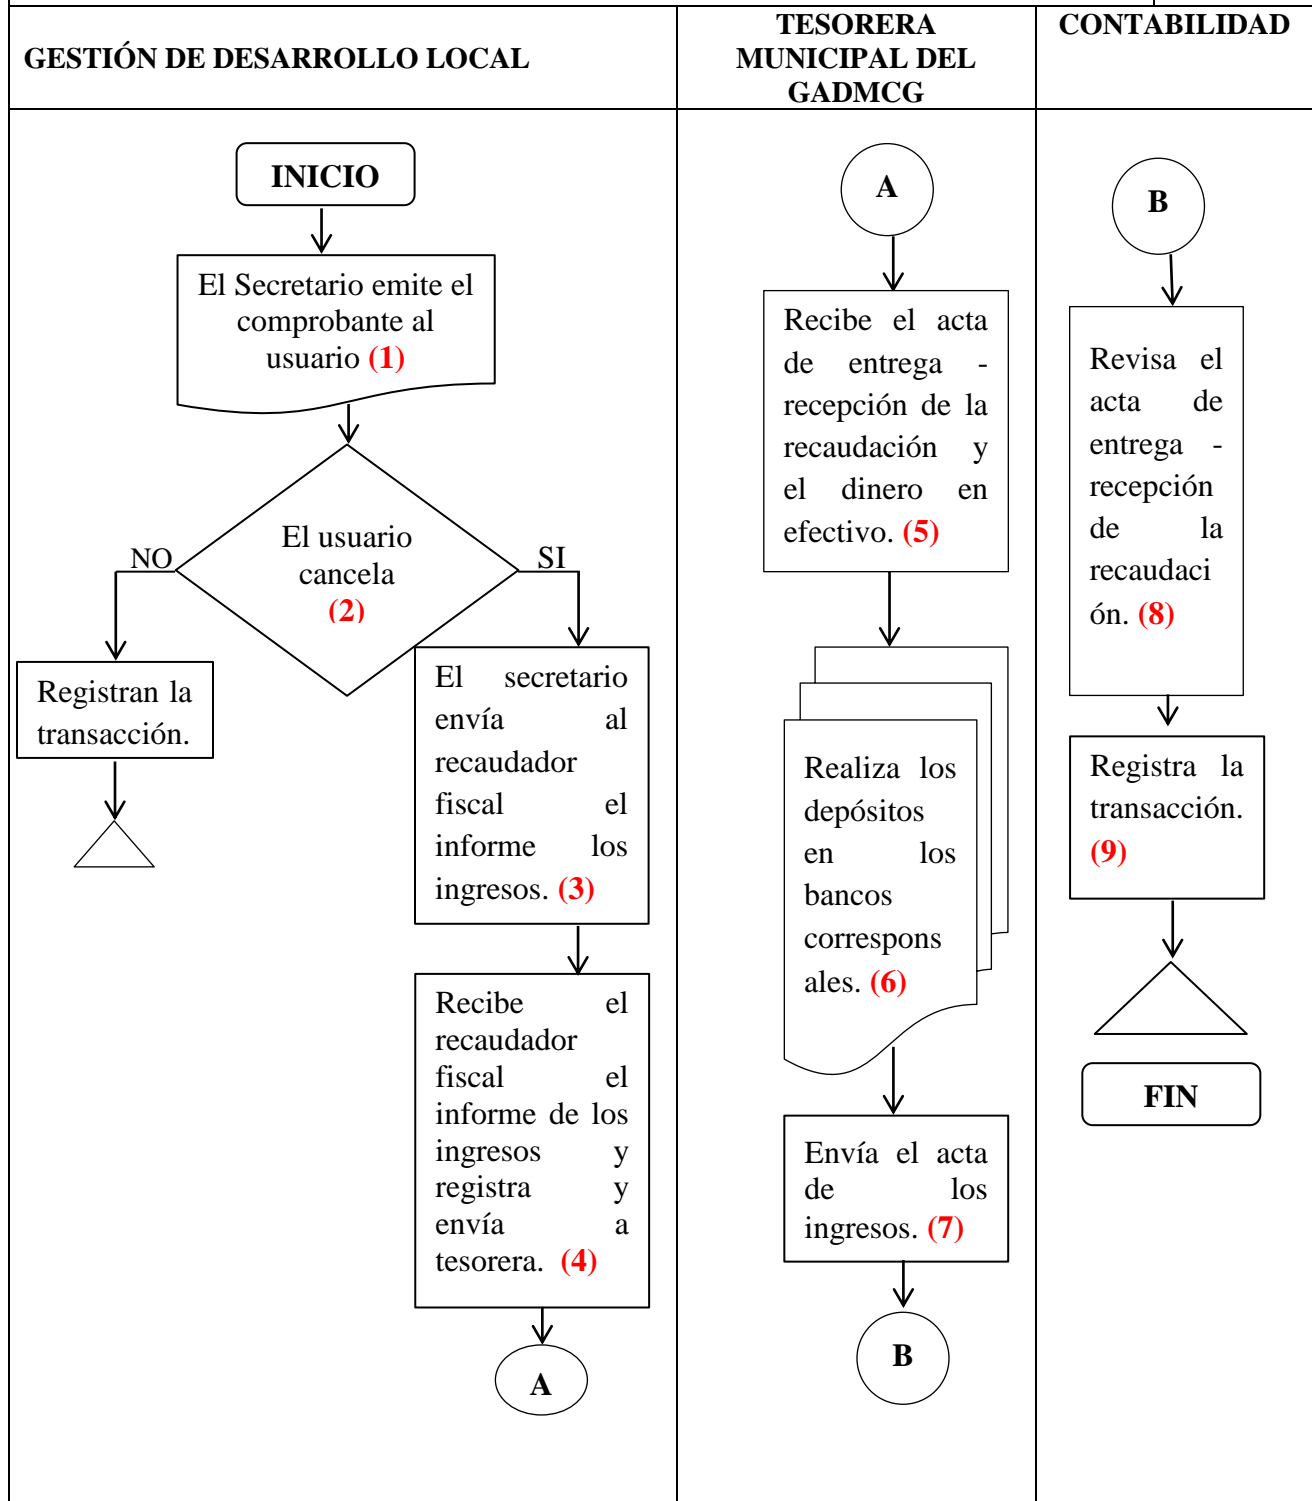 GESTIÓN DE DESARROLLO LOCAL
TESORERA
MUNICIPAL DEL
GADMCG
CONTABILIDAD
INICIO
El Secretario emite el
comprobante al
usuario (1)
El usuario
cancela
(2)
NO
SI
Registran la
transacción.
El secretario
envía al
recaudador
fiscal el
informe los
ingresos. (3)
Recibe el
recaudador
fiscal el
informe de los
ingresos y
registra y
envía a
tesorera. (4)
A
A
Recibe el acta
de entrega -
recepción de la
recaudación y
el dinero en
efectivo. (5)
Realiza los
depósitos
en los
bancos
correspons
ales. (6)
Envía el acta
de los
ingresos. (7)
B
B
Revisa el
acta de
entrega -
recepción
de la
recaudaci
ón. (8)
Registra la
transacción.
(9)
FIN